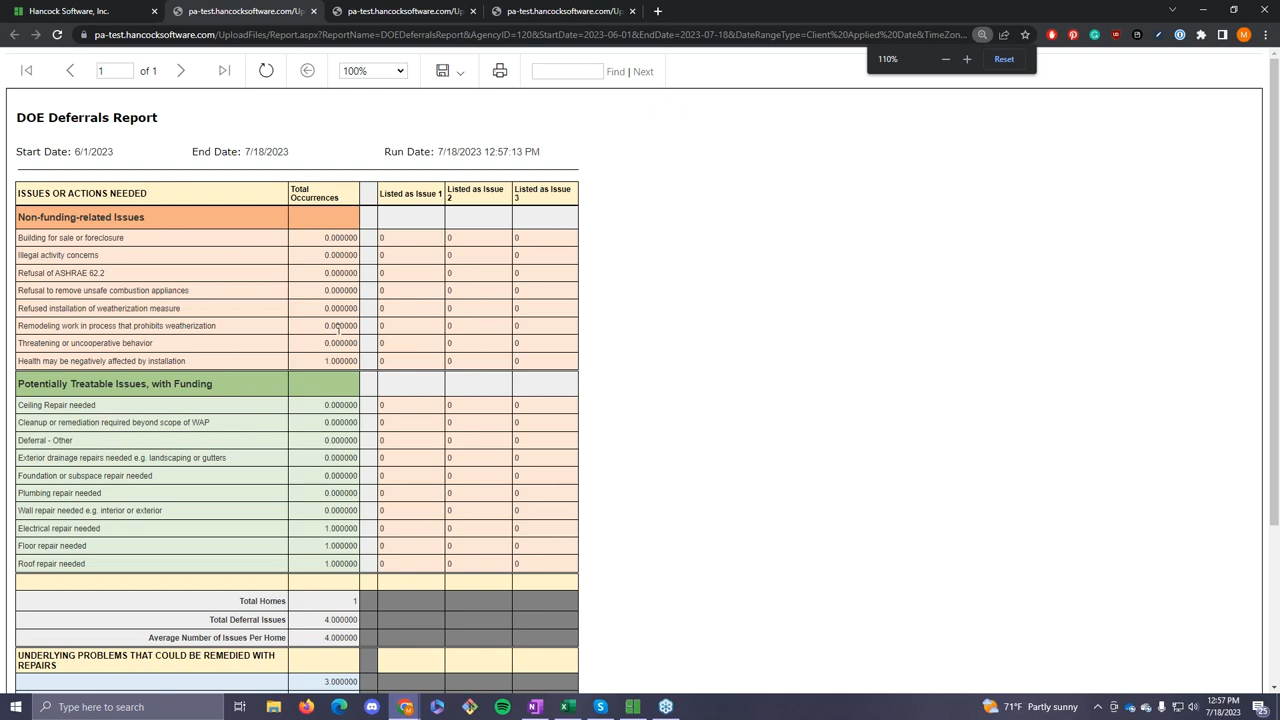 Hancock Software, Inc.
pa-test.hancocksoftware.com/Up
pa-test.hancocksoftware.com/Up
pa-test.hancocksoftware.com/Up
pa-test.hancocksoftware.com/UploadFiles/Report.aspx?ReportName=DOEDeferralsReport&AgencyID=120&StartDate=2023-06-01&EndDate=2023-07-18&DateRangeType=Client%20Applied%20Date&TimeZon
110% Reset
1 of 1 100% Find | Next
DOE Deferrals Report
Start Date: 6/1/2023 End Date: 7/18/2023 Run Date: 7/18/2023 12:57:13 PM
ISSUES OR ACTIONS NEEDED Total Occurrences Listed as Issue 1 Listed as Issue 2 Listed as Issue 3
Non-funding-related Issues
Building for sale or foreclosure 0.000000 0 0 0
Illegal activity concerns 0.000000 0 0 0
Refusal of ASHRAE 62.2 0.000000 0 0 0
Refusal to remove unsafe combustion appliances 0.000000 0 0 0
Refused installation of weatherization measure 0.000000 0 0 0
Remodeling work in process that prohibits weatherization 0.000000 0 0 0
Threatening or uncooperative behavior 0.000000 0 0 0
Health may be negatively affected by installation 1.000000 0 0 0
Potentially Treatable Issues, with Funding
Ceiling Repair needed 0.000000 0 0 0
Cleanup or remediation required beyond scope of WAP 0.000000 0 0 0
Deferral - Other 0.000000 0 0 0
Exterior drainage repairs needed e.g. landscaping or gutters 0.000000 0 0 0
Foundation or subspace repair needed 0.000000 0 0 0
Plumbing repair needed 0.000000 0 0 0
Wall repair needed e.g. interior or exterior 0.000000 0 0 0
Electrical repair needed 1.000000 0 0 0
Floor repair needed 1.000000 0 0 0
Roof repair needed 1.000000 0 0 0
Total Homes 1
Total Deferral Issues 4.000000
Average Number of Issues Per Home 4.000000
UNDERLYING PROBLEMS THAT COULD BE REMEDIED WITH
REPAIRS
3.000000
Type here to search
71°F Partly sunny
12:57 PM
7/18/2023
25